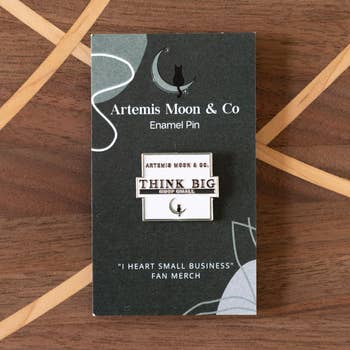 Artemis Moon & Co
Enamel Pin
ARTEMIS MOON & CO.
THINK BIG
SHOP SMALL
"I HEART SMALL BUSINESS"
FAN MERCH